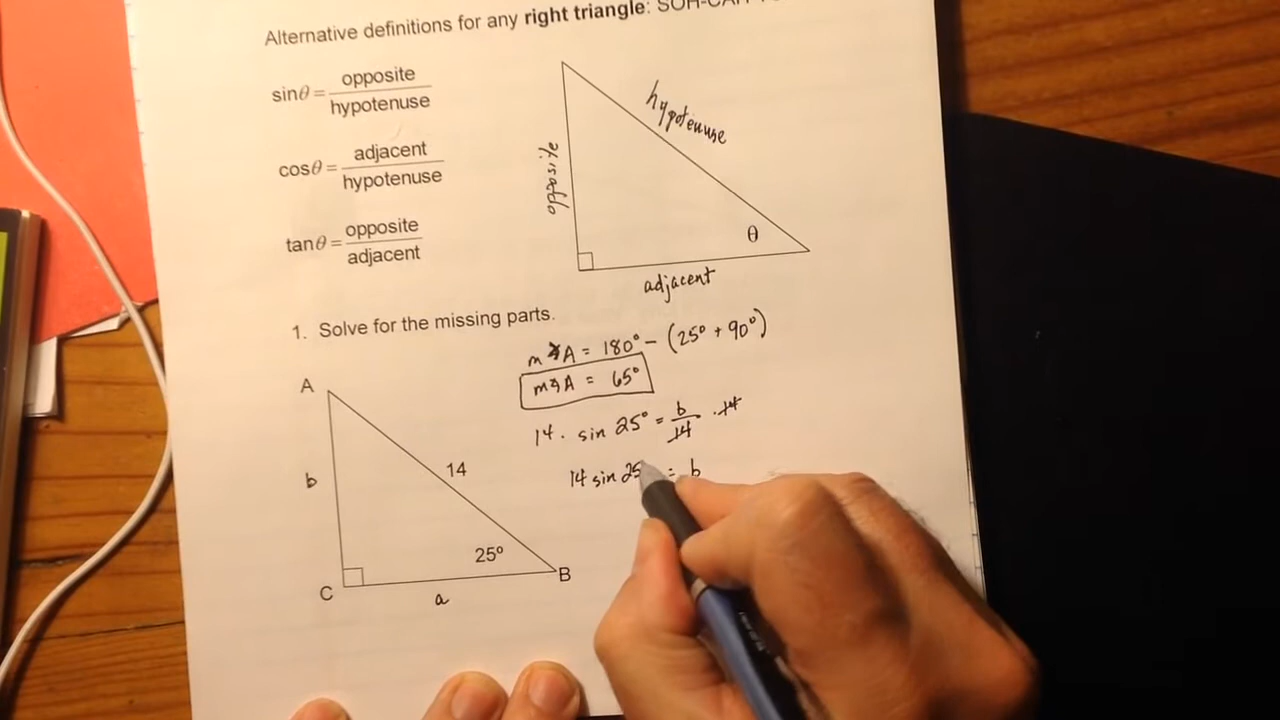 Alternative definitions for any right triangle:
sinθ = opposite / hypotenuse
hypotenuse
opposite
cosθ = adjacent / hypotenuse
tanθ = opposite / adjacent
θ
adjacent
1. Solve for the missing parts.
m∢A = 180° - (25° + 90°)
m∢A = 65°
14 · sin 25° = b / 14 · 14
14 sin 25 = b
A
b
14
25°
C
B
a